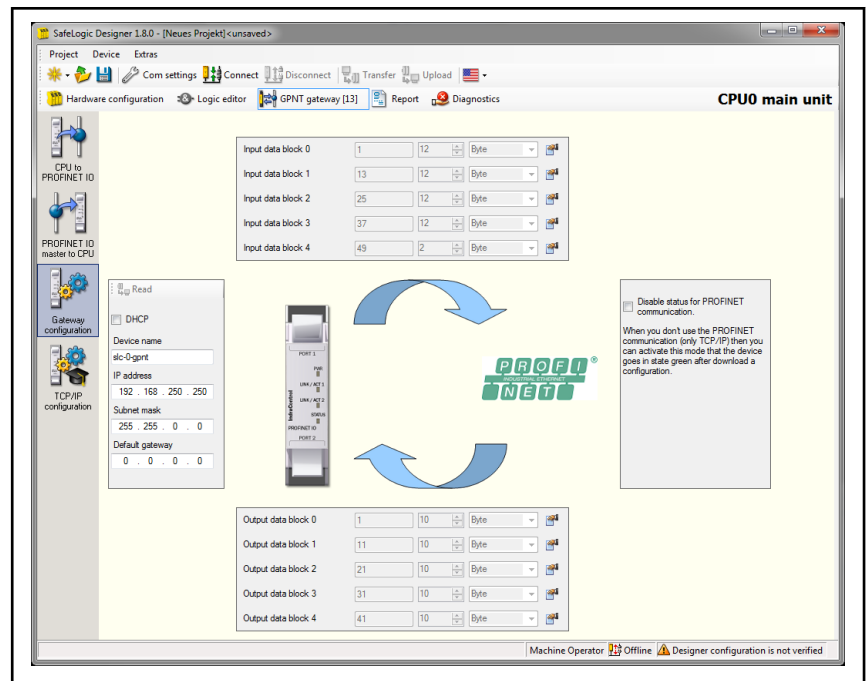 SafeLogic Designer 1.8.0 - [Neues Projekt]<unsaved>
Project Device Extras
Com settings Connect Disconnect Transfer Upload
Hardware configuration Logic editor GPNT gateway [13] Report Diagnostics CPU0 main unit
CPU to
PROFINET IO
PROFINET IO
master to CPU
Gateway
configuration
TCP/IP
configuration
Input data block 0 1 12 Byte
Input data block 1 13 12 Byte
Input data block 2 25 12 Byte
Input data block 3 37 12 Byte
Input data block 4 49 2 Byte
Read
DHCP
Device name
slc-0-gpnt
IP address
192 . 168 . 250 . 250
Subnet mask
255 . 255 . 0 . 0
Default gateway
0 . 0 . 0 . 0
PORT 1
PWR
LINK / ACT 1
LINK / ACT 2
STATUS
IndraControl
PROFINET IO
PORT 2
PROFI®
INDUSTRIAL ETHERNET
NET
Disable status for PROFINET
communication.
When you don't use the PROFINET
communication (only TCP/IP) then you
can activate this mode that the device
goes in state green after download a
configuration.
Output data block 0 1 10 Byte
Output data block 1 11 10 Byte
Output data block 2 21 10 Byte
Output data block 3 31 10 Byte
Output data block 4 41 10 Byte
Machine Operator Offline Designer configuration is not verified